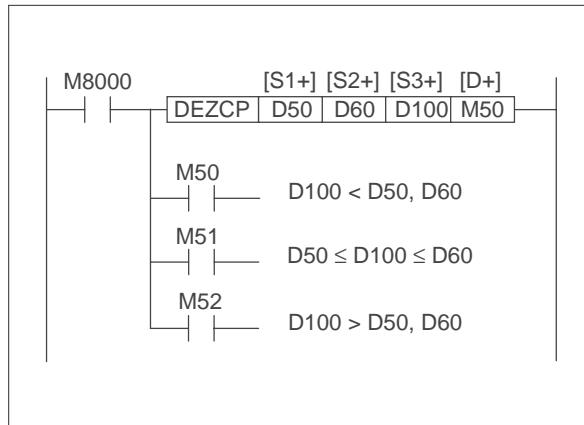 [S1+] [S2+] [S3+] [D+]
M8000
DEZCP D50 D60 D100 M50
M50
D100 < D50, D60
M51
D50 ≤ D100 ≤ D60
M52
D100 > D50, D60